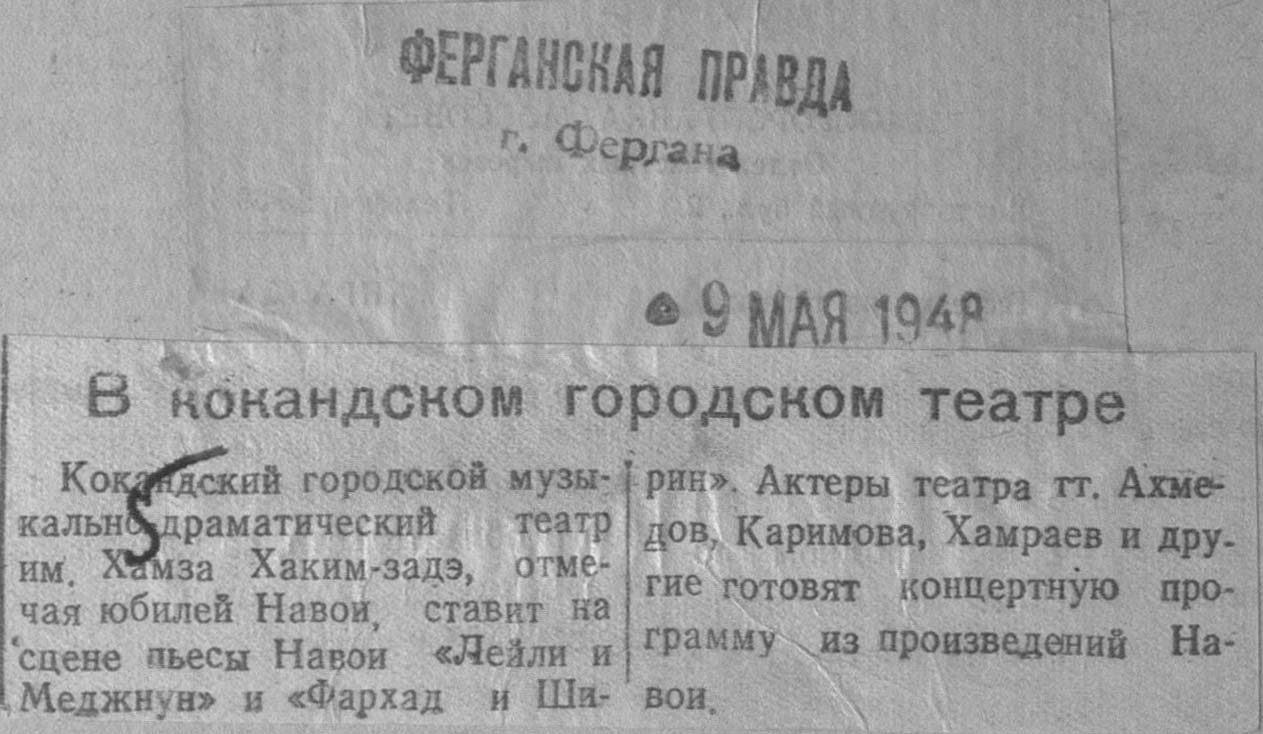 ФЕРГАНСКАЯ ПРАВДА
г. Фергана
9 МАЯ 1948
В кокандском городском театре
Кокандский городской музы-
кально драматический театр
им. Хамза Хаким-задэ, отме-
чая юбилей Навои, ставит на
сцене пьесы Навои «Лейли и
Меджнун» и «Фархад и Ши-
рин». Актеры театра тт. Ахме-
дов, Каримова, Хамраев и дру-
гие готовят концертную про-
грамму из произведений На-
вои.